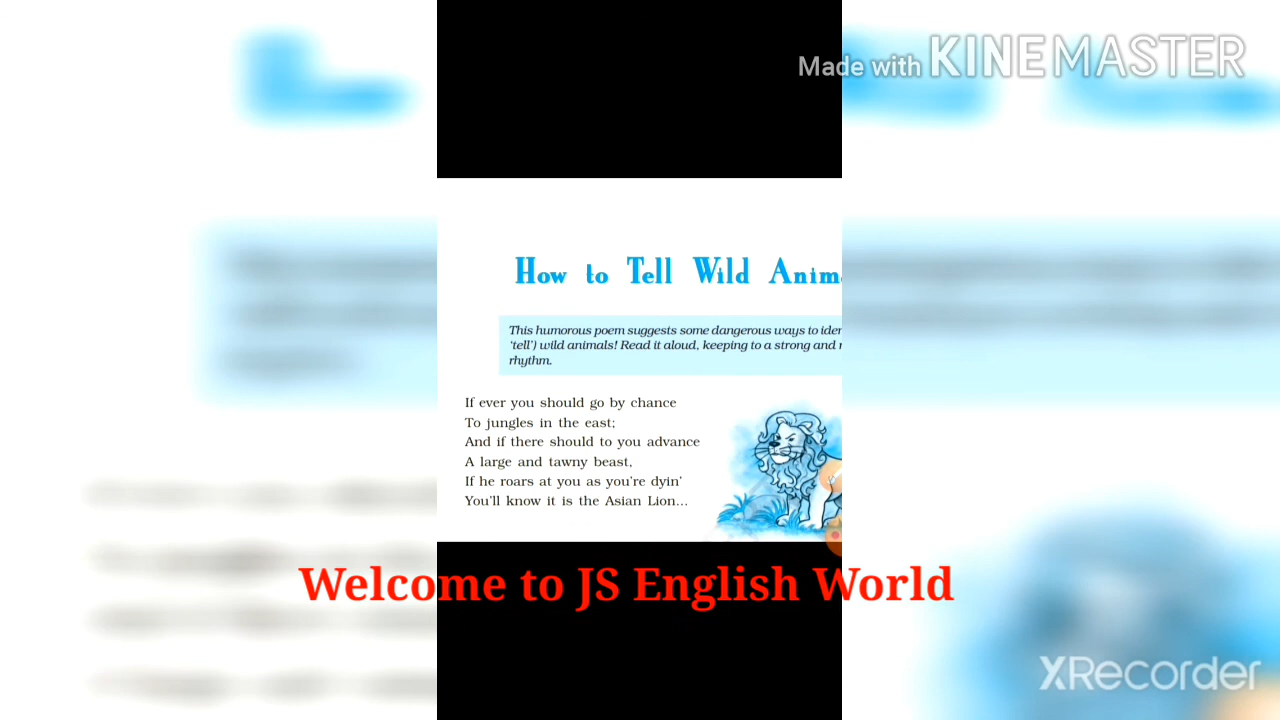 Made with KINEMASTER
How to Tell Wild
This humorous poem suggests some dangerous ways to
'tell') wild animals! Read it aloud, keeping to a strong and
rhythm.
If ever you should go by chance
To jungles in the east;
And if there should to you advance
A large and tawny beast,
If he roars at you as you're dyin'
You'll know it is the Asian Lion...
Welcome to JS English World
XRecorder